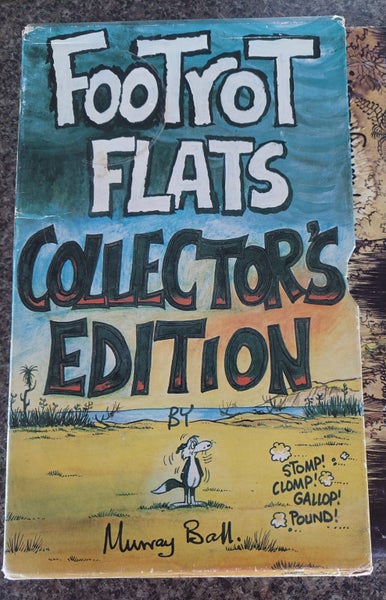 FOOTROT
FLATS
COLLECTOR'S
EDITION
BY
STOMP!
CLOMP!
GALLOP!
POUND!
Murray Ball.